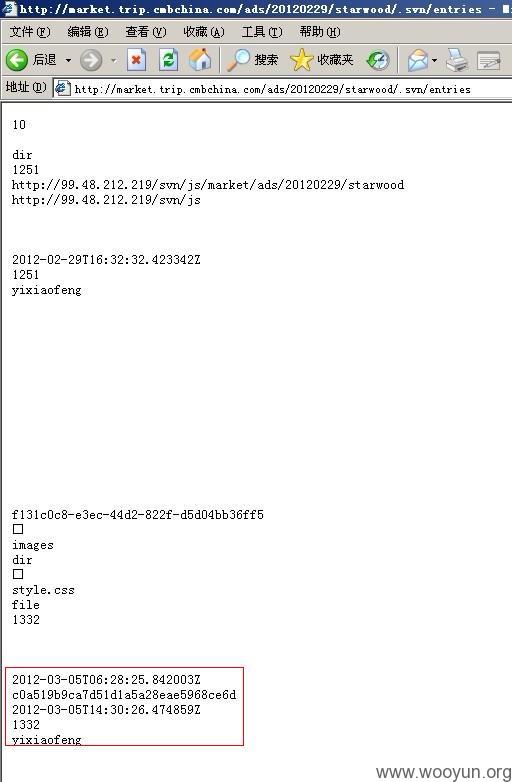 http://market.trip.cmbchina.com/ads/20120229/starwood/.svn/entries - M
文件(F) 编辑(E) 查看(V) 收藏(A) 工具(T) 帮助(H)
后退 搜索 收藏夹
地址(D) http://market.trip.cmbchina.com/ads/20120229/starwood/.svn/entries
10
dir
1251
http://99.48.212.219/svn/js/market/ads/20120229/starwood
http://99.48.212.219/svn/js
2012-02-29T16:32:32.423342Z
1251
yixiaofeng
f131c0c8-e3ec-44d2-822f-d5d04bb36ff5
images
dir
style.css
file
1332
2012-03-05T06:28:25.842003Z
c0a519b9ca7d51d1a5a28eae5968ce6d
2012-03-05T14:30:26.474859Z
1332
yixiaofeng
www.wooyun.org